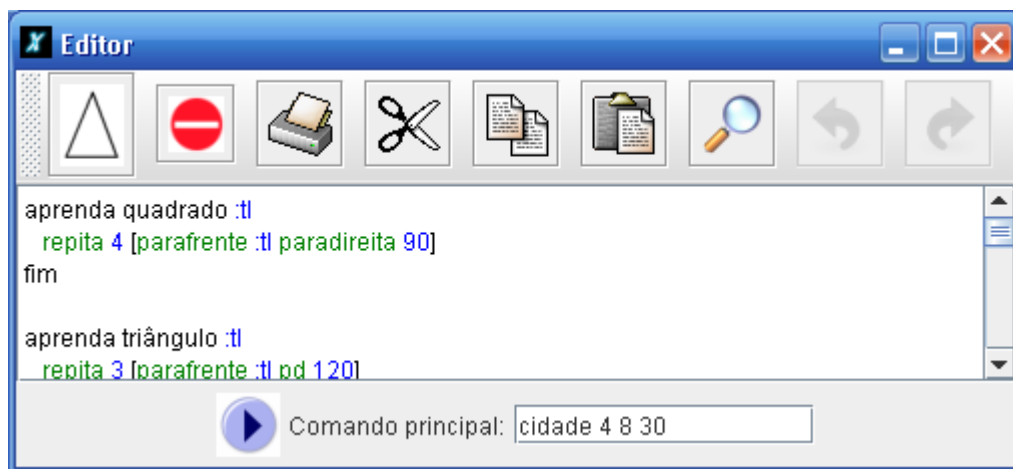 Editor
aprenda quadrado :tl
repita 4 [parafrente :tl paradireita 90]
fim
aprenda triângulo :tl
repita 3 [parafrente :tl pd 120]
Comando principal: cidade 4 8 30